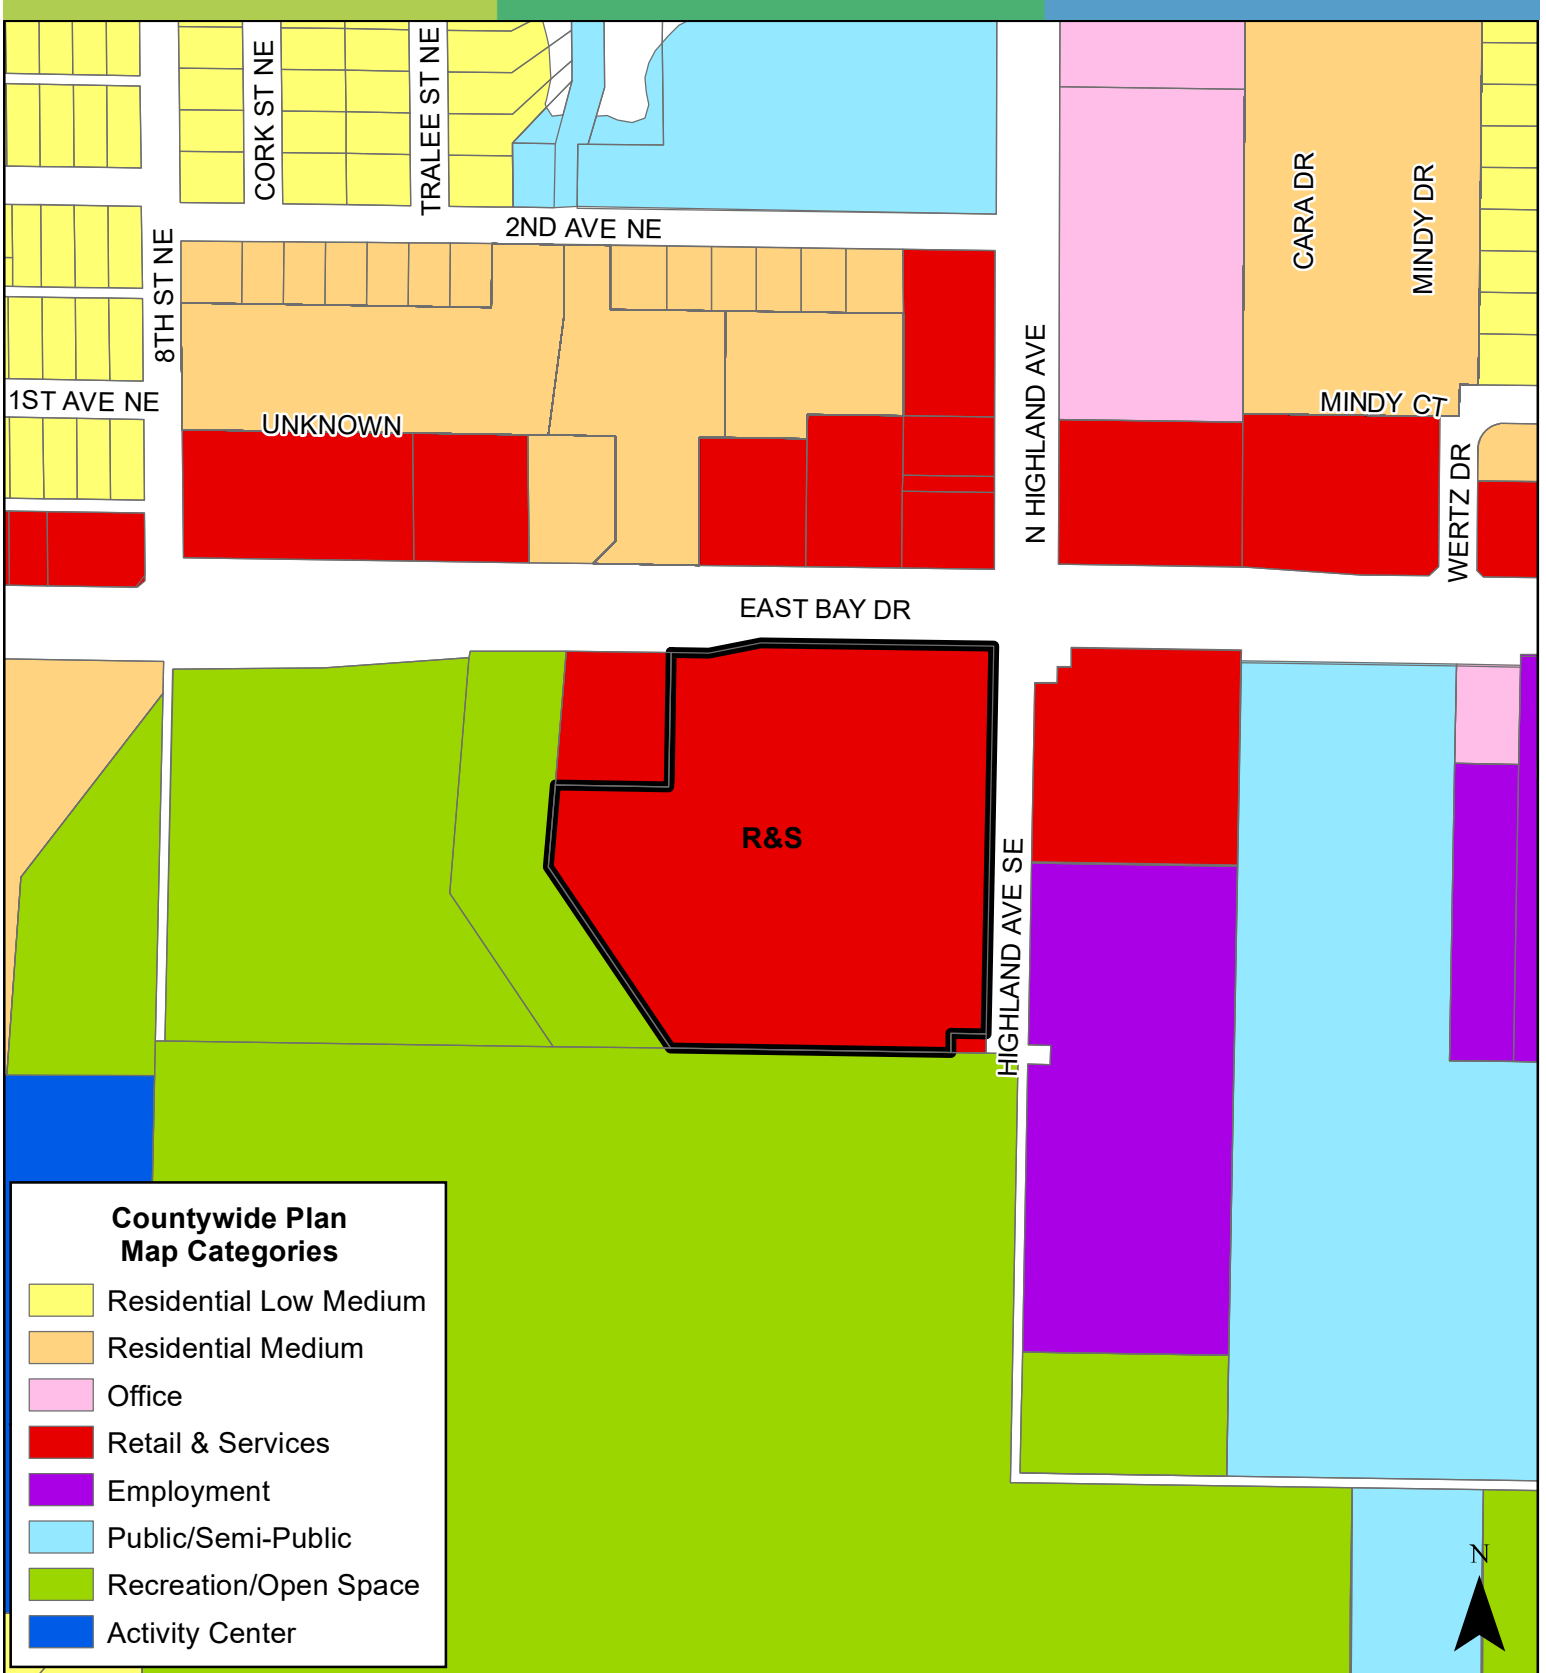 CORK ST NE
TRALEE ST NE
2ND AVE NE
8TH ST NE
CARA DR
MINDY DR
N HIGHLAND AVE
1ST AVE NE
UNKNOWN
MINDY CT
WERTZ DR
EAST BAY DR
R&S
HIGHLAND AVE SE
Countywide Plan
Map Categories
Residential Low Medium
Residential Medium
Office
Retail & Services
Employment
Public/Semi-Public
Recreation/Open Space
Activity Center
N